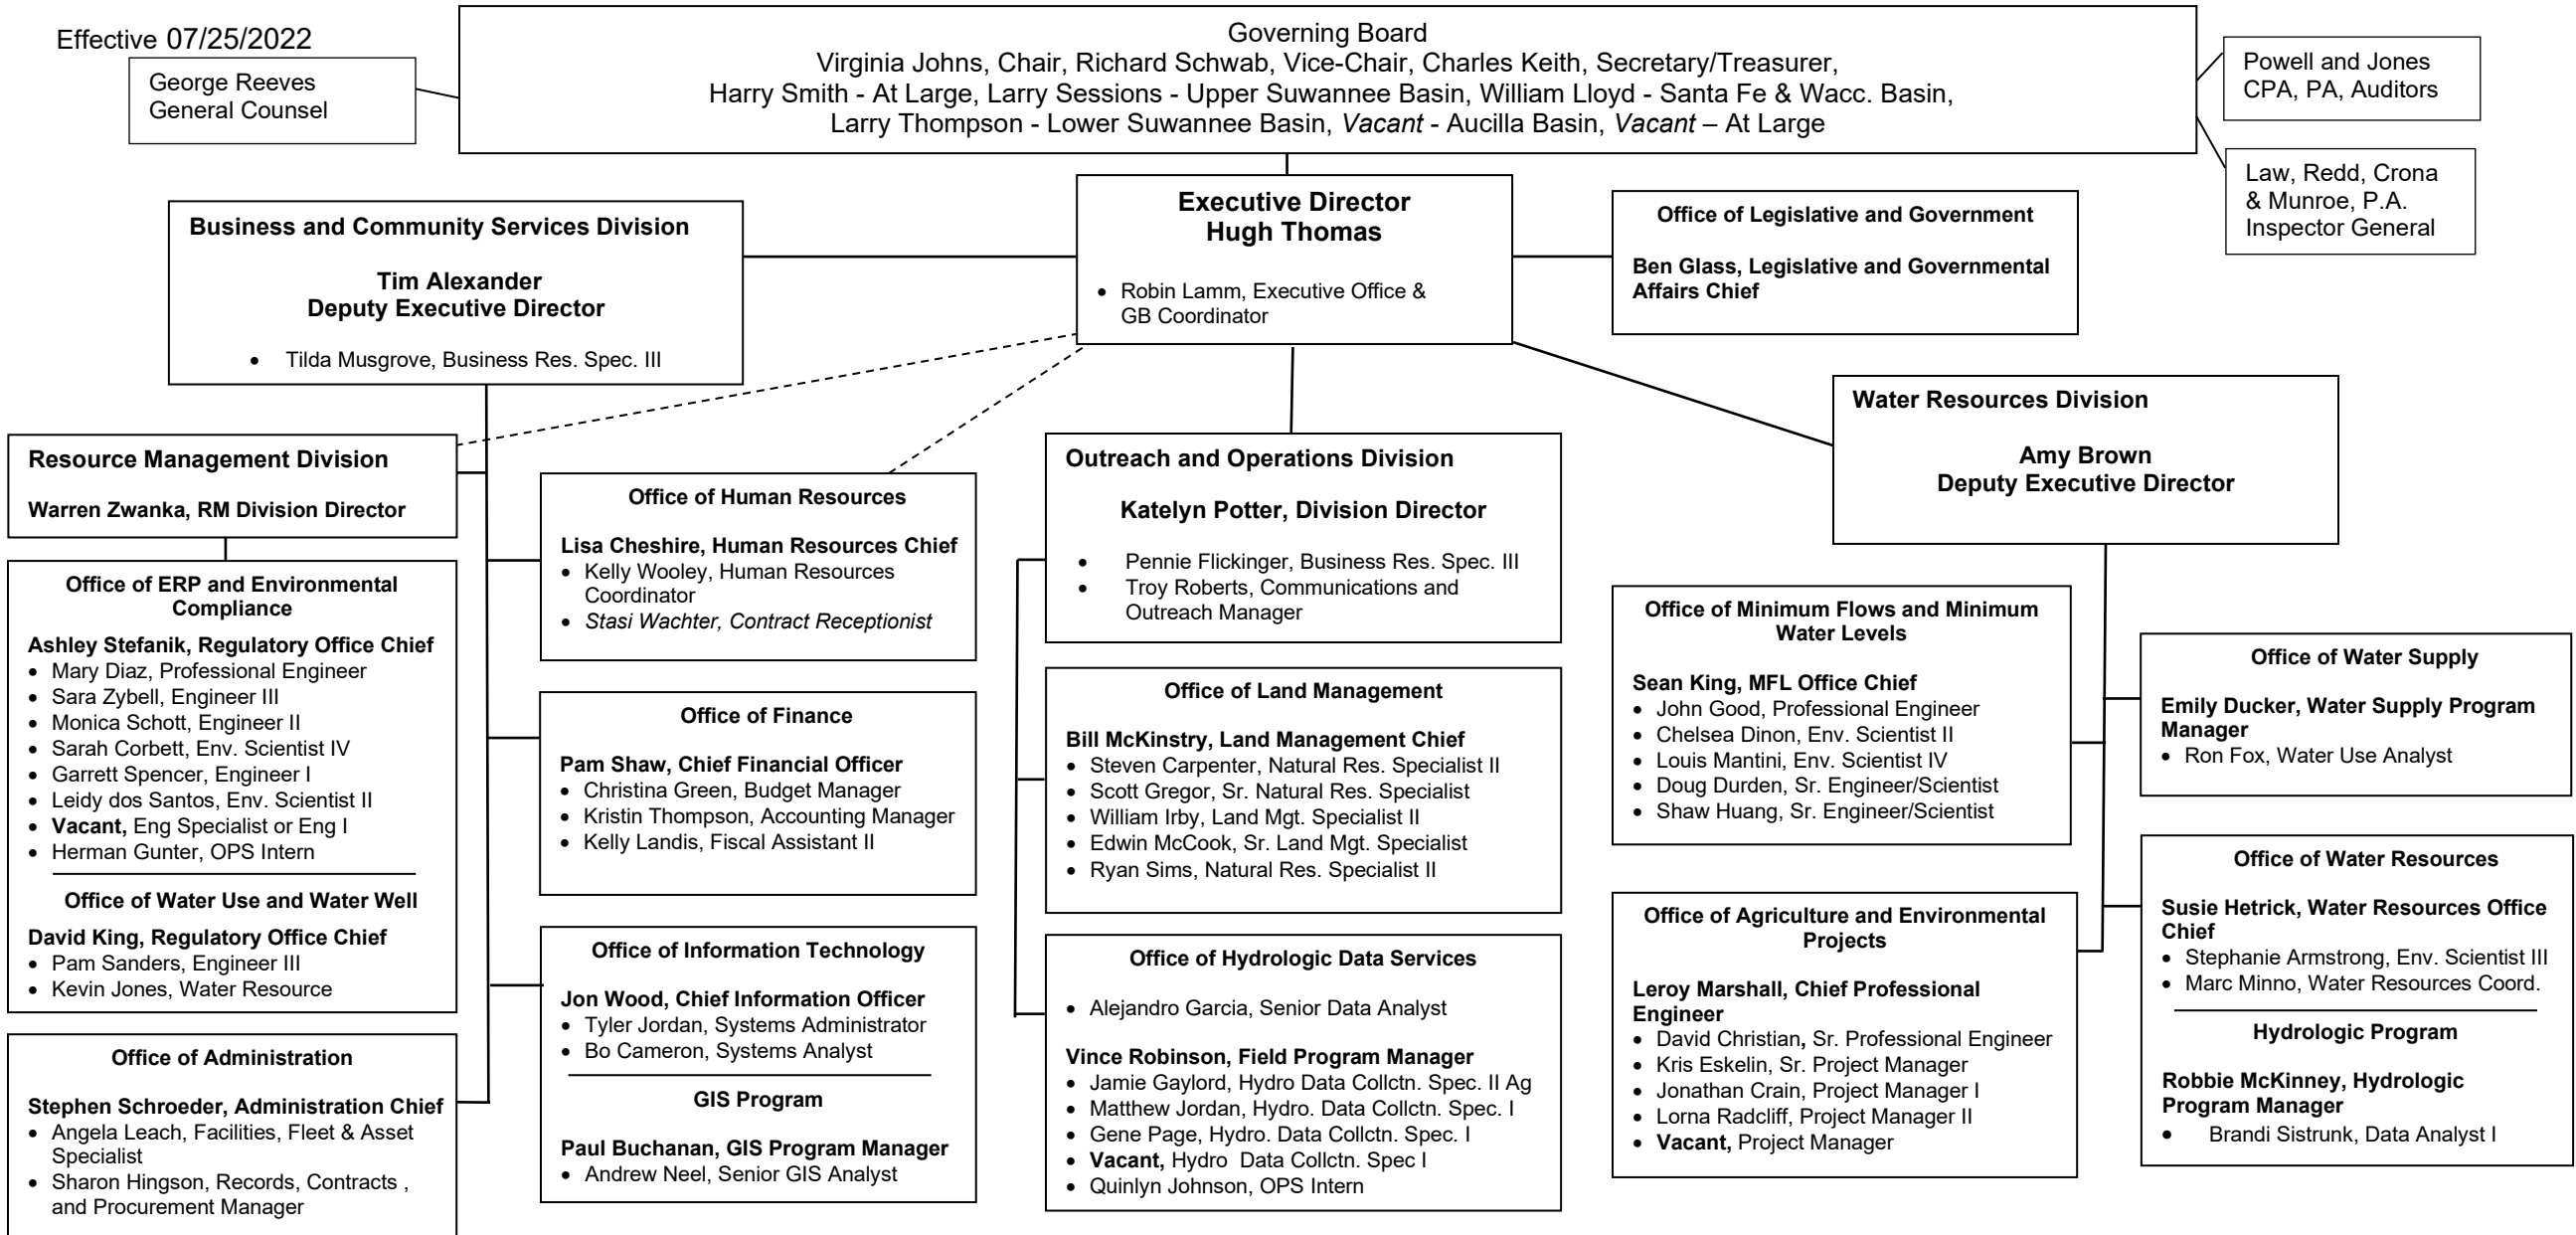 Effective 07/25/2022
George Reeves
General Counsel
Governing Board
Virginia Johns, Chair, Richard Schwab, Vice-Chair, Charles Keith, Secretary/Treasurer,
Harry Smith - At Large, Larry Sessions - Upper Suwannee Basin, William Lloyd - Santa Fe & Wacc. Basin,
Larry Thompson - Lower Suwannee Basin, Vacant - Aucilla Basin, Vacant – At Large
Powell and Jones
CPA, PA, Auditors
Law, Redd, Crona
& Munroe, P.A.
Inspector General
Business and Community Services Division
Tim Alexander
Deputy Executive Director
• Tilda Musgrove, Business Res. Spec. III
Executive Director
Hugh Thomas
• Robin Lamm, Executive Office &
GB Coordinator
Office of Legislative and Government
Ben Glass, Legislative and Governmental
Affairs Chief
Resource Management Division
Warren Zwanka, RM Division Director
Office of ERP and Environmental
Compliance
Ashley Stefanik, Regulatory Office Chief
• Mary Diaz, Professional Engineer
• Sara Zybell, Engineer III
• Monica Schott, Engineer II
• Sarah Corbett, Env. Scientist IV
• Garrett Spencer, Engineer I
• Leidy dos Santos, Env. Scientist II
• Vacant, Eng Specialist or Eng I
• Herman Gunter, OPS Intern
Office of Water Use and Water Well
David King, Regulatory Office Chief
• Pam Sanders, Engineer III
• Kevin Jones, Water Resource
Office of Administration
Stephen Schroeder, Administration Chief
• Angela Leach, Facilities, Fleet & Asset
Specialist
• Sharon Hingson, Records, Contracts ,
and Procurement Manager
Office of Human Resources
Lisa Cheshire, Human Resources Chief
• Kelly Wooley, Human Resources
Coordinator
• Stasi Wachter, Contract Receptionist
Office of Finance
Pam Shaw, Chief Financial Officer
• Christina Green, Budget Manager
• Kristin Thompson, Accounting Manager
• Kelly Landis, Fiscal Assistant II
Office of Information Technology
Jon Wood, Chief Information Officer
• Tyler Jordan, Systems Administrator
• Bo Cameron, Systems Analyst
GIS Program
Paul Buchanan, GIS Program Manager
• Andrew Neel, Senior GIS Analyst
Outreach and Operations Division
Katelyn Potter, Division Director
• Pennie Flickinger, Business Res. Spec. III
• Troy Roberts, Communications and
Outreach Manager
Office of Land Management
Bill McKinstry, Land Management Chief
• Steven Carpenter, Natural Res. Specialist II
• Scott Gregor, Sr. Natural Res. Specialist
• William Irby, Land Mgt. Specialist II
• Edwin McCook, Sr. Land Mgt. Specialist
• Ryan Sims, Natural Res. Specialist II
Office of Hydrologic Data Services
• Alejandro Garcia, Senior Data Analyst
Vince Robinson, Field Program Manager
• Jamie Gaylord, Hydro Data Collctn. Spec. II Ag
• Matthew Jordan, Hydro. Data Collctn. Spec. I
• Gene Page, Hydro. Data Collctn. Spec. I
• Vacant, Hydro Data Collctn. Spec I
• Quinlyn Johnson, OPS Intern
Water Resources Division
Amy Brown
Deputy Executive Director
Office of Minimum Flows and Minimum
Water Levels
Sean King, MFL Office Chief
• John Good, Professional Engineer
• Chelsea Dinon, Env. Scientist II
• Louis Mantini, Env. Scientist IV
• Doug Durden, Sr. Engineer/Scientist
• Shaw Huang, Sr. Engineer/Scientist
Office of Agriculture and Environmental
Projects
Leroy Marshall, Chief Professional
Engineer
• David Christian, Sr. Professional Engineer
• Kris Eskelin, Sr. Project Manager
• Jonathan Crain, Project Manager I
• Lorna Radcliff, Project Manager II
• Vacant, Project Manager
Office of Water Supply
Emily Ducker, Water Supply Program
Manager
• Ron Fox, Water Use Analyst
Office of Water Resources
Susie Hetrick, Water Resources Office
Chief
• Stephanie Armstrong, Env. Scientist III
• Marc Minno, Water Resources Coord.
Hydrologic Program
Robbie McKinney, Hydrologic
Program Manager
• Brandi Sistrunk, Data Analyst I